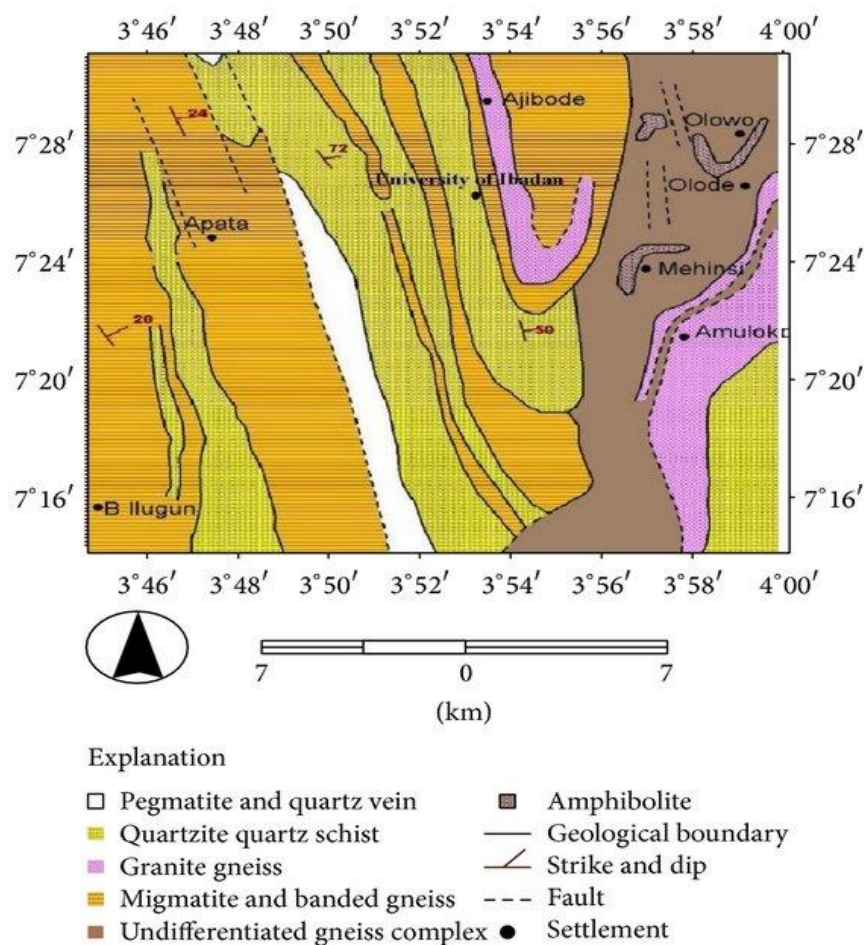 3°46′ 3°48′ 3°50′ 3°52′ 3°54′ 3°56′ 3°58′ 4°00′
Ajibode
24
Olowo
7°28′ 7°28′
72
University of Ibadan
Olode
Apata
7°24′ 7°24′
Mehinsi
20
50
Amuloko
7°20′ 7°20′
7°16′ 7°16′
B Ilugun
3°46′ 3°48′ 3°50′ 3°52′ 3°54′ 3°56′ 3°58′ 4°00′
7 0 7
(km)
Explanation
Pegmatite and quartz vein
Quartzite quartz schist
Granite gneiss
Migmatite and banded gneiss
Undifferentiated gneiss complex
Amphibolite
Geological boundary
Strike and dip
Fault
Settlement